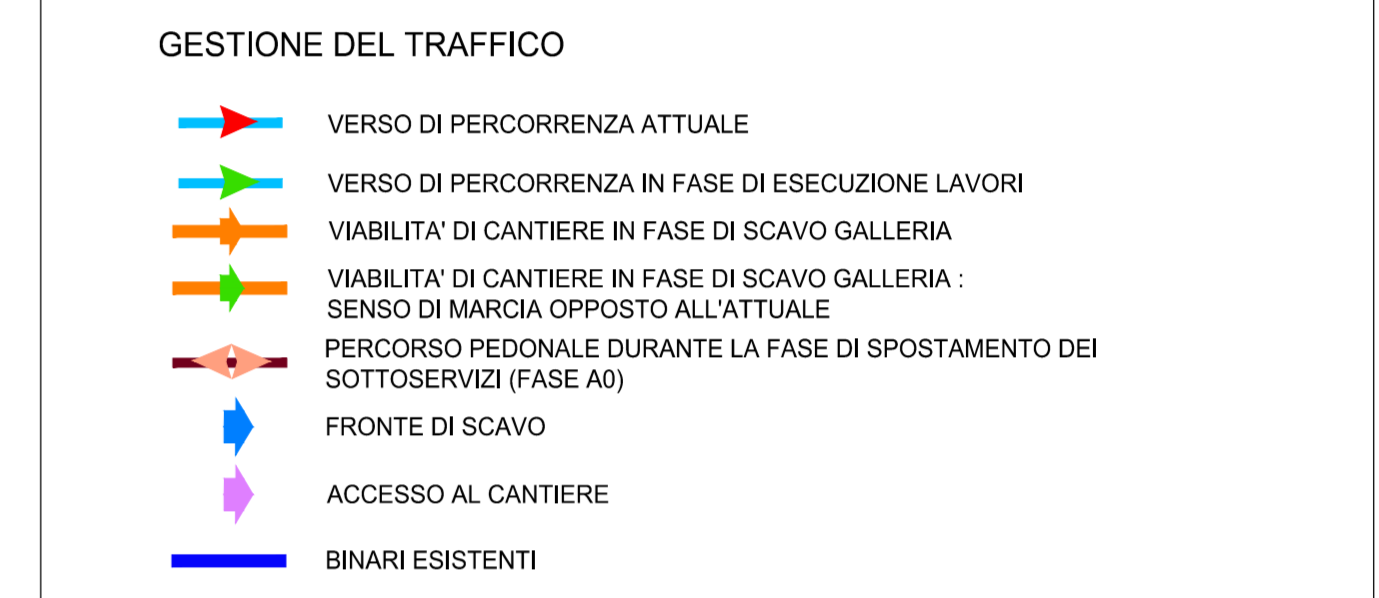 GESTIONE DEL TRAFFICO
VERSO DI PERCORRENZA ATTUALE
VERSO DI PERCORRENZA IN FASE DI ESECUZIONE LAVORI
VIABILITA' DI CANTIERE IN FASE DI SCAVO GALLERIA
VIABILITA' DI CANTIERE IN FASE DI SCAVO GALLERIA :
SENSO DI MARCIA OPPOSTO ALL'ATTUALE
PERCORSO PEDONALE DURANTE LA FASE DI SPOSTAMENTO DEI
SOTTOSERVIZI (FASE A0)
FRONTE DI SCAVO
ACCESSO AL CANTIERE
BINARI ESISTENTI